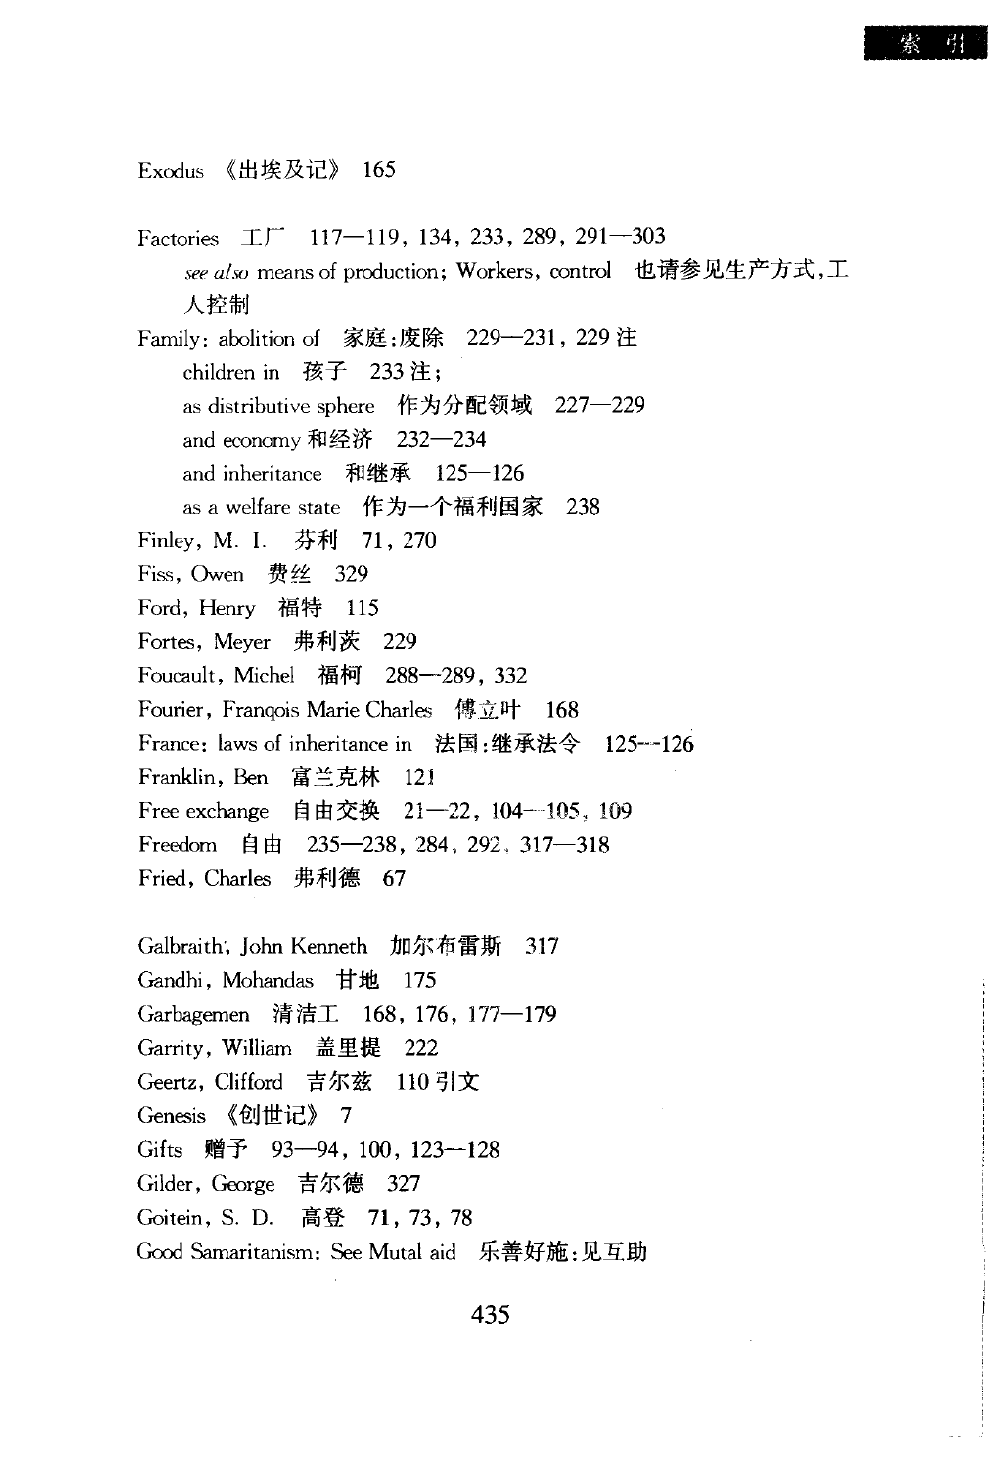 索 引
Exodus 《出埃及记》 165
Factories 工厂 117—119, 134, 233, 289, 291—303
see also means of production; Workers, control 也请参见生产方式,工
人控制
Family: abolition of 家庭:废除 229—231, 229 注
children in 孩子 233 注;
as distributive sphere 作为分配领域 227—229
and economy 和经济 232—234
and inheritance 和继承 125—126
as a welfare state 作为一个福利国家 238
Finley, M. I. 芬利 71, 270
Fiss, Owen 费丝 329
Ford, Henry 福特 115
Fortes, Meyer 弗利茨 229
Foucault, Michel 福柯 288—289, 332
Fourier, Franqois Marie Charles 傅立叶 168
France: laws of inheritance in 法国:继承法令 125—126
Franklin, Ben 富兰克林 121
Free exchange 自由交换 21—22, 104—105, 109
Freedom 自由 235—238, 284, 292, 317—318
Fried, Charles 弗利德 67
Galbraith, John Kenneth 加尔布雷斯 317
Gandhi, Mohandas 甘地 175
Garbagemen 清洁工 168, 176, 177—179
Garrity, William 盖里提 222
Geertz, Clifford 吉尔兹 110 引文
Genesis 《创世记》 7
Gifts 赠予 93—94, 100, 123—128
Gilder, George 吉尔德 327
Goitein, S. D. 高登 71, 73, 78
Good Samaritanism: See Mutal aid 乐善好施:见互助
435